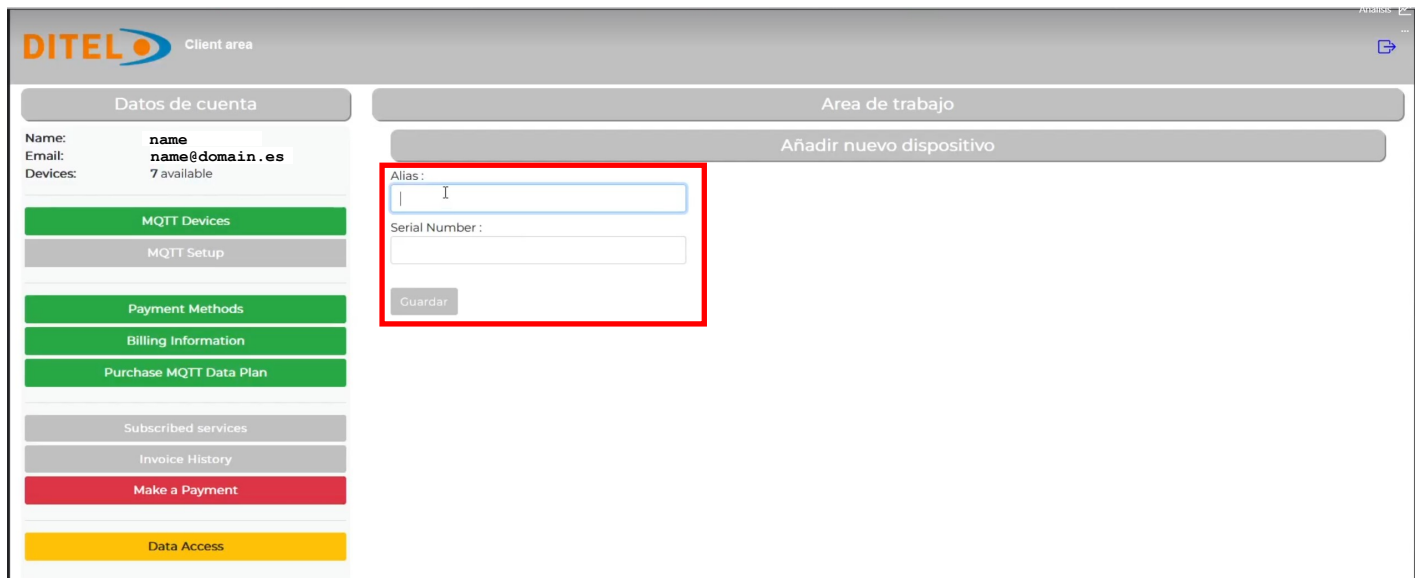 Análisis
DITEL Client area
Datos de cuenta
Name: name
Email: name@domain.es
Devices: 7 available
MQTT Devices
MQTT Setup
Payment Methods
Billing Information
Purchase MQTT Data Plan
Subscribed services
Invoice History
Make a Payment
Data Access
Area de trabajo
Añadir nuevo dispositivo
Alias :
Serial Number :
Guardar